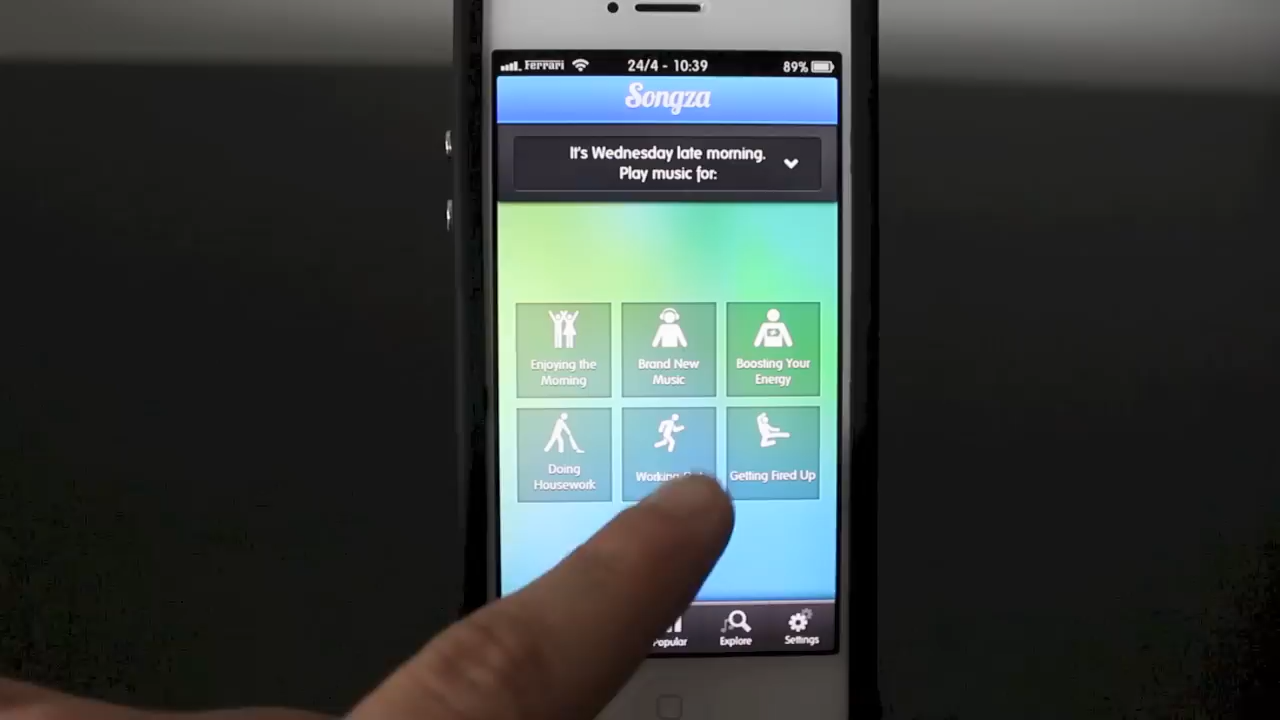 Ferrari 24/4 - 10:39 89%
Songza
It's Wednesday late morning.
Play music for:
Enjoying the
Morning
Brand New
Music
Boosting Your
Energy
Doing
Housework
Working
Getting Fired Up
Popular
Explore
Settings